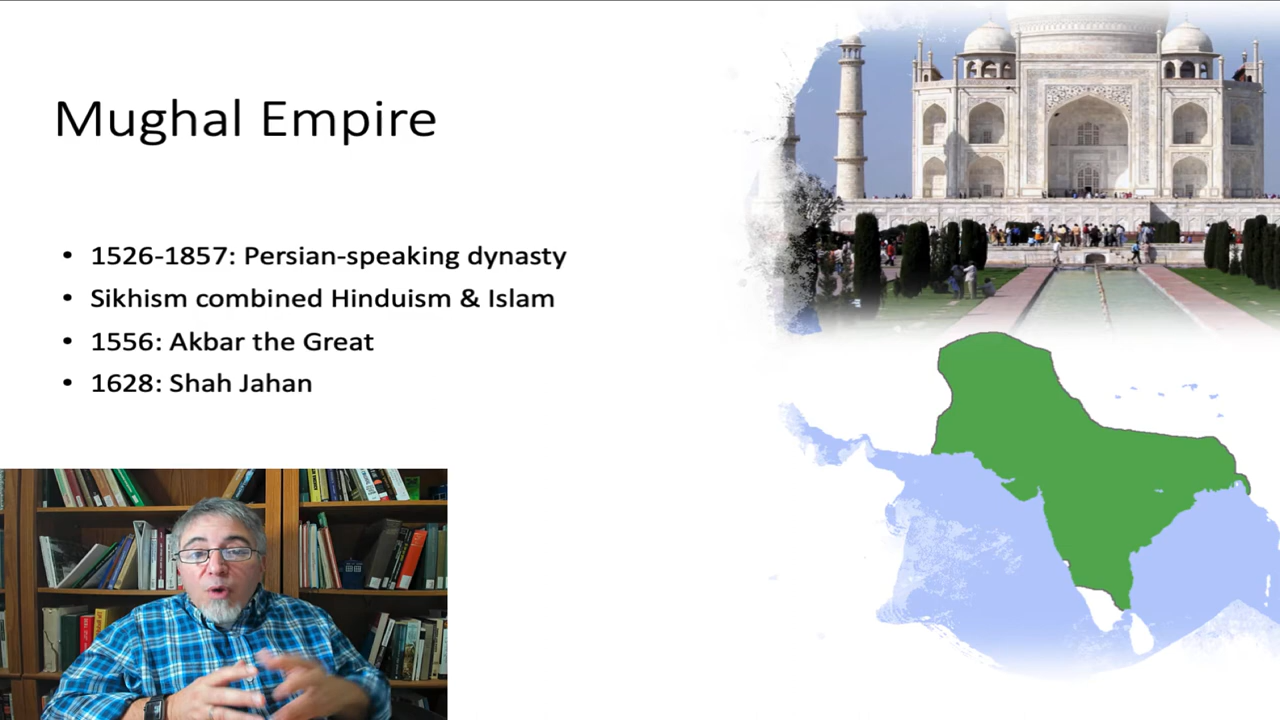 Mughal Empire
• 1526-1857: Persian-speaking dynasty
• Sikhism combined Hinduism & Islam
• 1556: Akbar the Great
• 1628: Shah Jahan